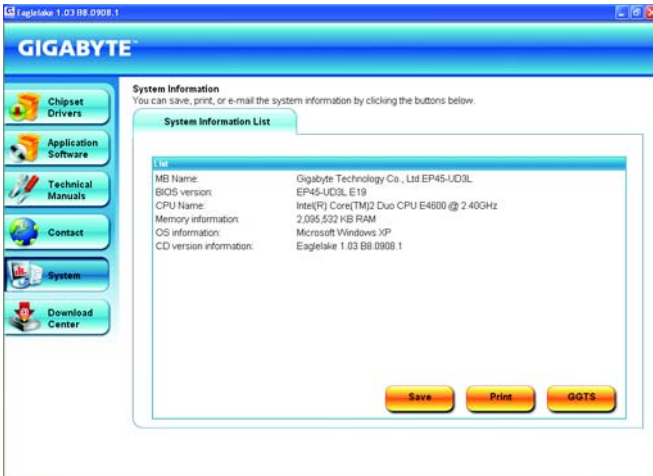 Eaglelake 1.03 B8.0908.1
GIGABYTE™
Chipset
Drivers
Application
Software
Technical
Manuals
Contact
System
Download
Center
System Information
You can save, print, or e-mail the system information by clicking the buttons below.
System Information List
List
MB Name: Gigabyte Technology Co., Ltd.EP45-UD3L
BIOS version: EP45-UD3L E19
CPU Name: Intel(R) Core(TM)2 Duo CPU E4600 @ 2.40GHz
Memory information: 2,095,532 KB RAM
OS information: Microsoft Windows XP
CD version information: Eaglelake 1.03 B8.0908.1
Save Print GGTS